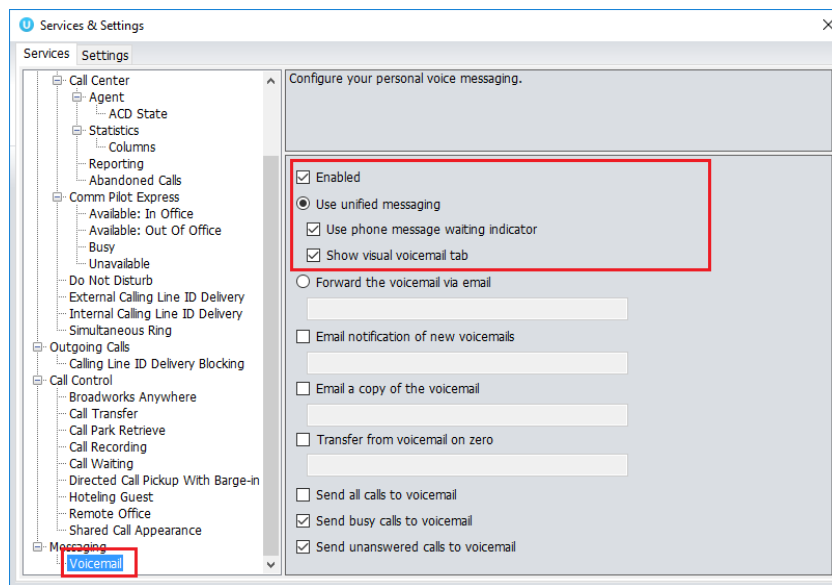 U Services & Settings
Services Settings
Call Center
Agent
ACD State
Statistics
Columns
Reporting
Abandoned Calls
Comm Pilot Express
Available: In Office
Available: Out Of Office
Busy
Unavailable
Do Not Disturb
External Calling Line ID Delivery
Internal Calling Line ID Delivery
Simultaneous Ring
Outgoing Calls
Calling Line ID Delivery Blocking
Call Control
Broadworks Anywhere
Call Transfer
Call Park Retrieve
Call Recording
Call Waiting
Directed Call Pickup With Barge-in
Hoteling Guest
Remote Office
Shared Call Appearance
Messaging
Voicemail
Configure your personal voice messaging.
Enabled
Use unified messaging
Use phone message waiting indicator
Show visual voicemail tab
Forward the voicemail via email
Email notification of new voicemails
Email a copy of the voicemail
Transfer from voicemail on zero
Send all calls to voicemail
Send busy calls to voicemail
Send unanswered calls to voicemail